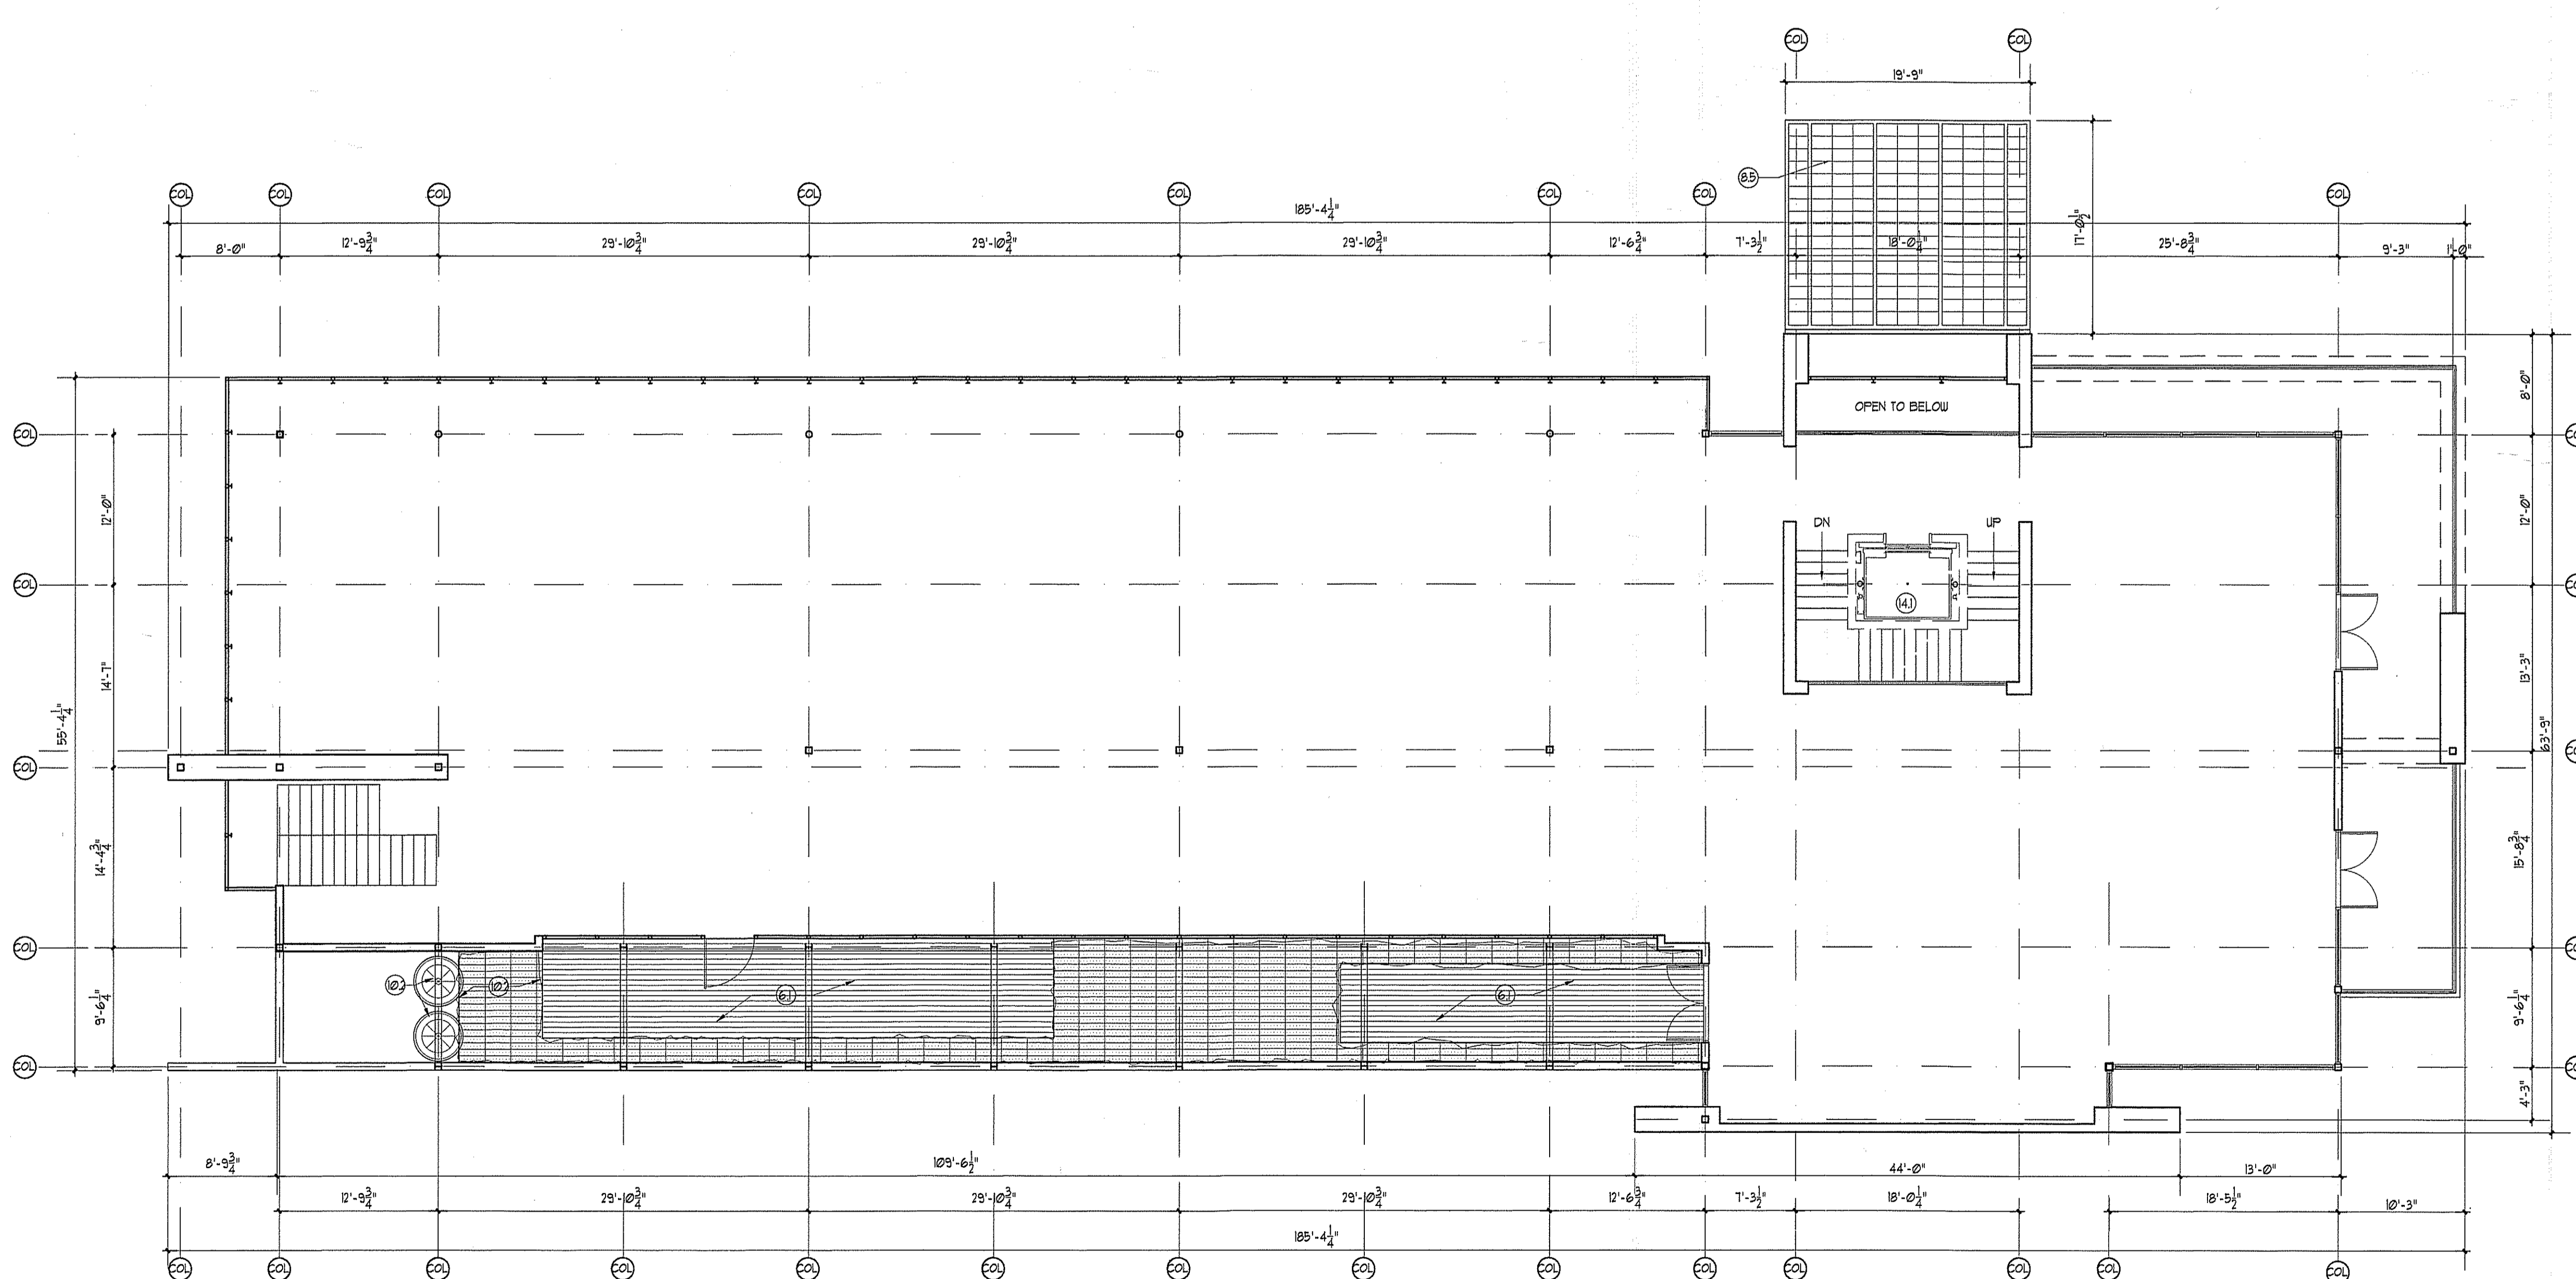 COL COL
19'-9"
8.5
COL COL COL COL COL COL COL COL
185'-4 1/4"
17'-0 1/2"
8'-0" 12'-9 3/4" 29'-10 3/4" 29'-10 3/4" 29'-10 3/4" 12'-6 3/4" 7'-3 1/2" 18'-0 1/4" 25'-8 3/4" 9'-3" 1'-0"
8'-0"
OPEN TO BELOW
COL COL
12'-0" 12'-0"
DN UP
COL COL
14.1
14'-7" 13'-3"
55'-4 1/4" 63'-9"
COL COL
COL
14'-4 3/4" 15'-8 3/4"
COL COL
10.2 10.2 6.1 6.1
9'-6 1/4" 9'-6 1/4"
COL COL
4'-3"
8'-9 3/4" 109'-6 1/2" 44'-0" 13'-0"
12'-9 3/4" 29'-10 3/4" 29'-10 3/4" 29'-10 3/4" 12'-6 3/4" 7'-3 1/2" 18'-0 1/4" 18'-5 1/2" 10'-3"
185'-4 1/4"
COL COL COL COL COL COL COL COL COL COL COL COL COL COL COL